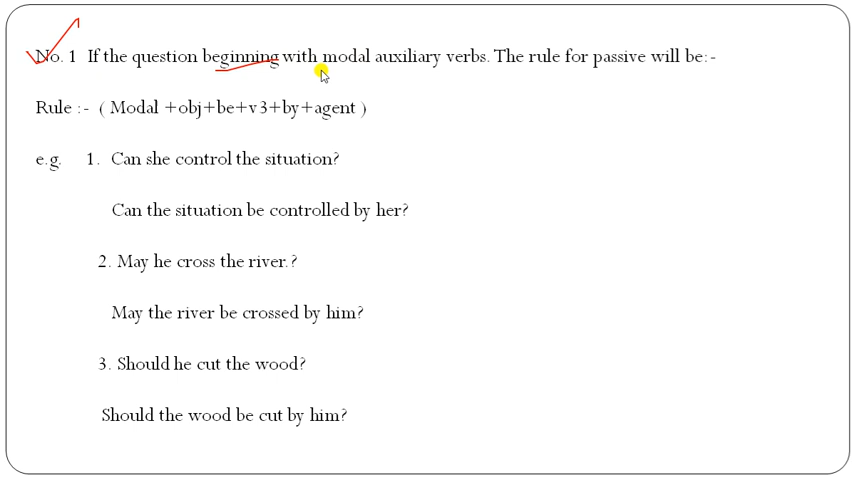 No. 1 If the question beginning with modal auxiliary verbs. The rule for passive will be:-
Rule :- ( Modal +obj+be+v3+by+agent )
e.g. 1. Can she control the situation?
Can the situation be controlled by her?
2. May he cross the river.?
May the river be crossed by him?
3. Should he cut the wood?
Should the wood be cut by him?